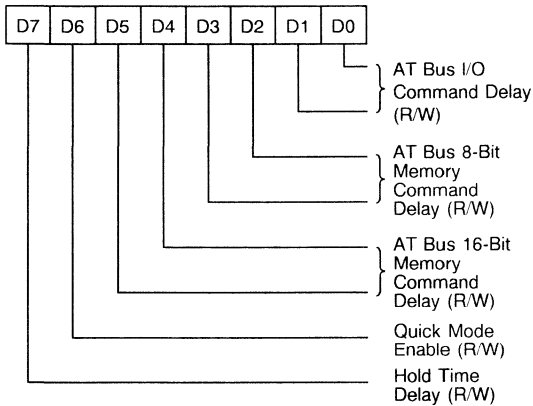 D7 D6 D5 D4 D3 D2 D1 D0
AT Bus I/O
Command Delay
(R/W)
AT Bus 8-Bit
Memory
Command
Delay (R/W)
AT Bus 16-Bit
Memory
Command
Delay (R/W)
Quick Mode
Enable (R/W)
Hold Time
Delay (R/W)